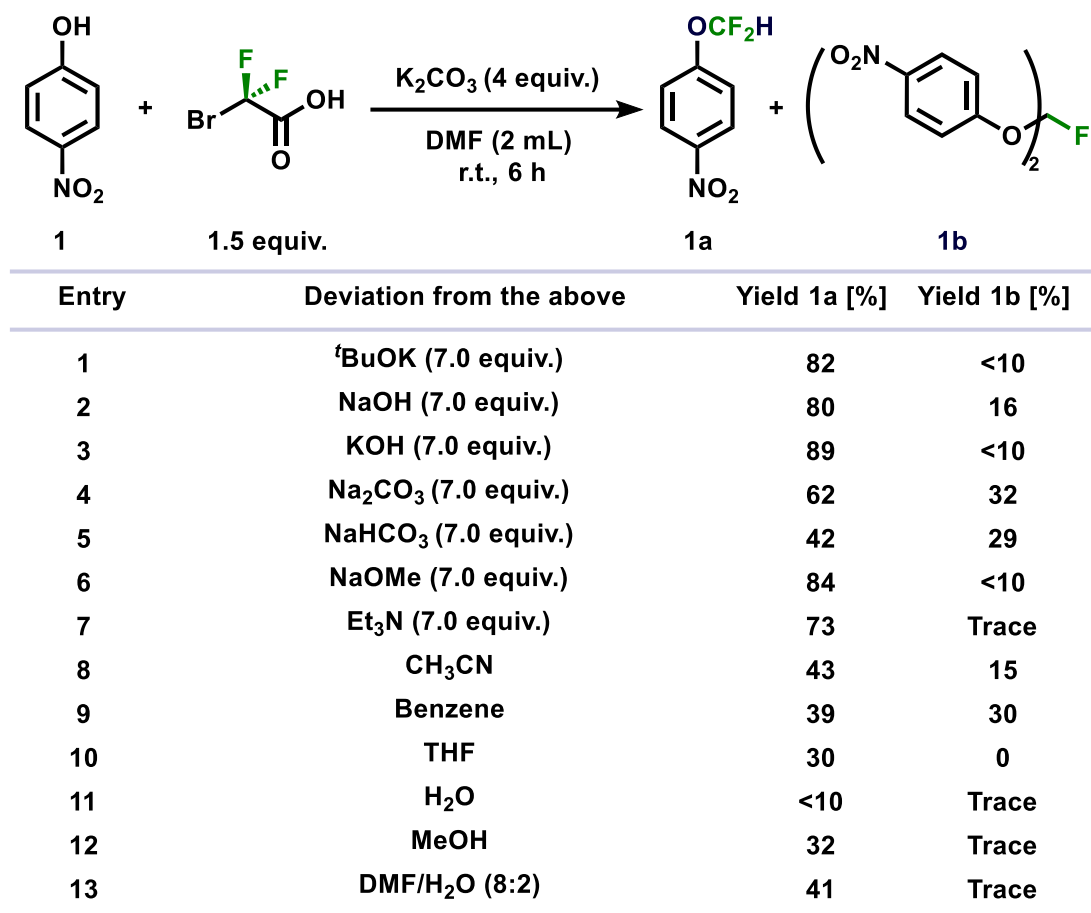 OH
F
F
Br
OH
O
NO₂
+
K₂CO₃ (4 equiv.)
DMF (2 mL)
r.t., 6 h
OCF₂H
NO₂
+
O₂N
O
2
F
1 1.5 equiv. 1a 1b
Entry Deviation from the above Yield 1a [%] Yield 1b [%]
1 ᵗBuOK (7.0 equiv.) 82 <10
2 NaOH (7.0 equiv.) 80 16
3 KOH (7.0 equiv.) 89 <10
4 Na₂CO₃ (7.0 equiv.) 62 32
5 NaHCO₃ (7.0 equiv.) 42 29
6 NaOMe (7.0 equiv.) 84 <10
7 Et₃N (7.0 equiv.) 73 Trace
8 CH₃CN 43 15
9 Benzene 39 30
10 THF 30 0
11 H₂O <10 Trace
12 MeOH 32 Trace
13 DMF/H₂O (8:2) 41 Trace